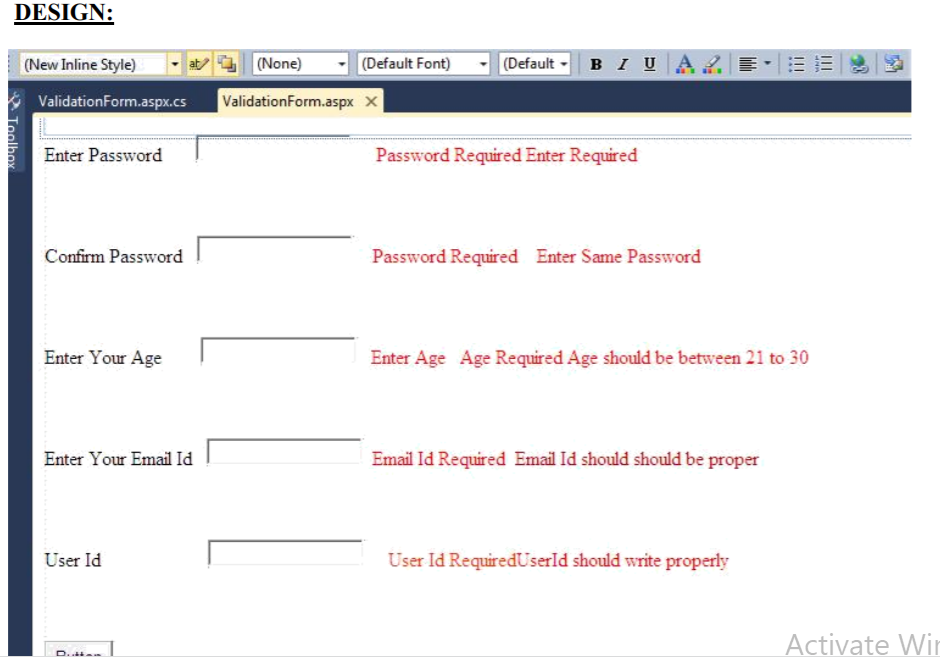 DESIGN:
(New Inline Style) (None) (Default Font) (Default B I U A
ValidationForm.aspx.cs ValidationForm.aspx X
Toolbox
Enter Password Password Required Enter Required
Confirm Password Password Required Enter Same Password
Enter Your Age Enter Age Age Required Age should be between 21 to 30
Enter Your Email Id Email Id Required Email Id should should be proper
User Id User Id RequiredUserId should write properly
Button
Activate Wi